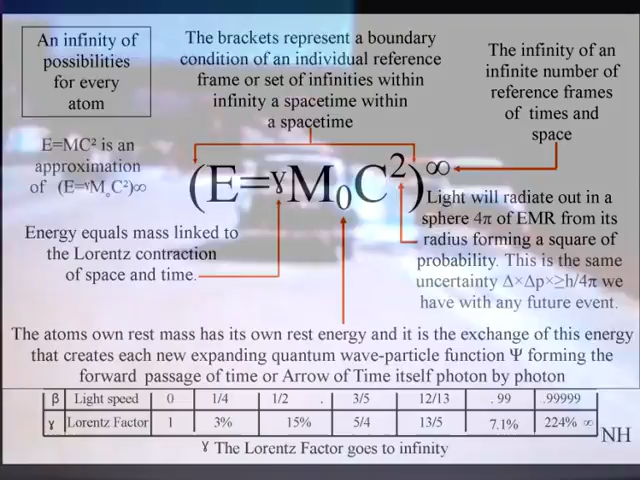 An infinity of
possibilities
for every
atom
The brackets represent a boundary
condition of an individual reference
frame or set of infinities within
infinity a spacetime within
a spacetime
The infinity of an
infinite number of
reference frames
of times and
space
E=MC² is an
approximation
of (E=ɤM₀C²)∞
(E=ɤM₀C²)∞
Energy equals mass linked to
the Lorentz contraction
of space and time.
Light will radiate out in a
sphere 4π of EMR from its
radius forming a square of
probability. This is the same
uncertainty Δ×Δp×≥h/4π we
have with any future event.
The atoms own rest mass has its own rest energy and it is the exchange of this energy
that creates each new expanding quantum wave-particle function Ψ forming the
forward passage of time or Arrow of Time itself photon by photon
β Light speed 0 1/4 1/2 . 3/5 12/13 . 99 .99999
ɤ Lorentz Factor 1 3% 15% 5/4 13/5 7.1% 224% ∞
ɤ The Lorentz Factor goes to infinity
NH